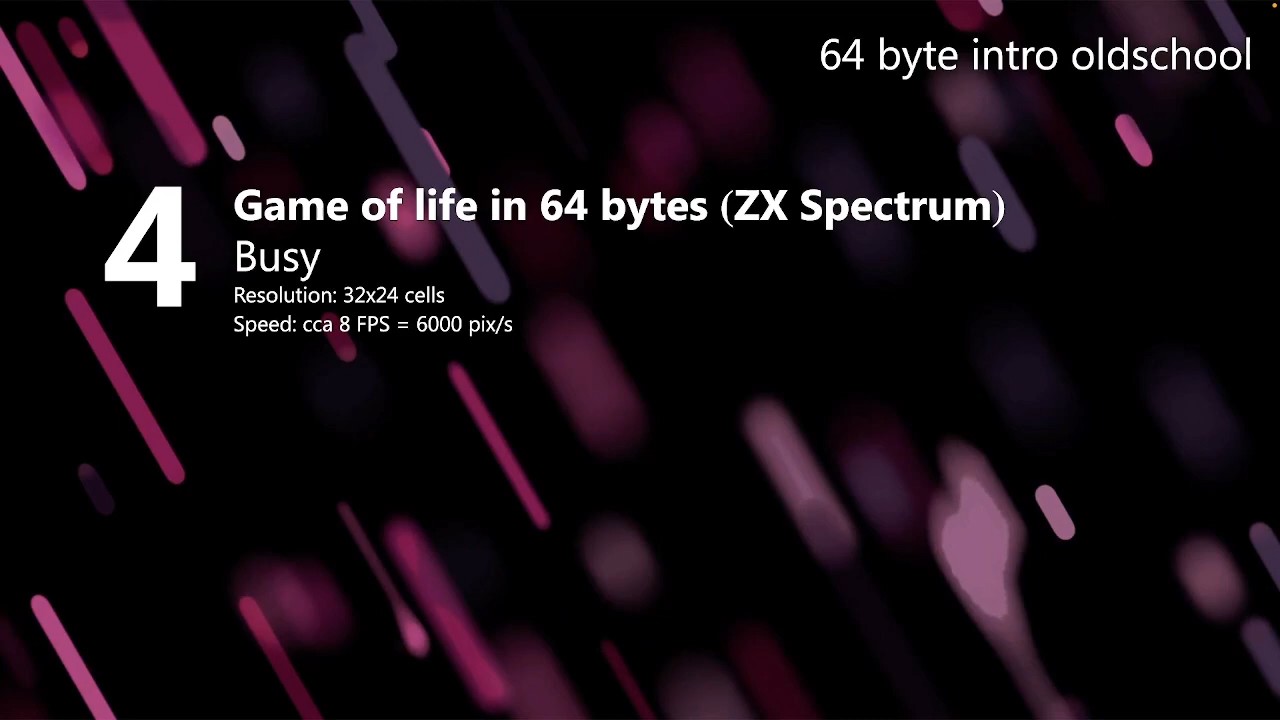 64 byte intro oldschool
4
Game of life in 64 bytes (ZX Spectrum)
Busy
Resolution: 32x24 cells
Speed: cca 8 FPS = 6000 pix/s